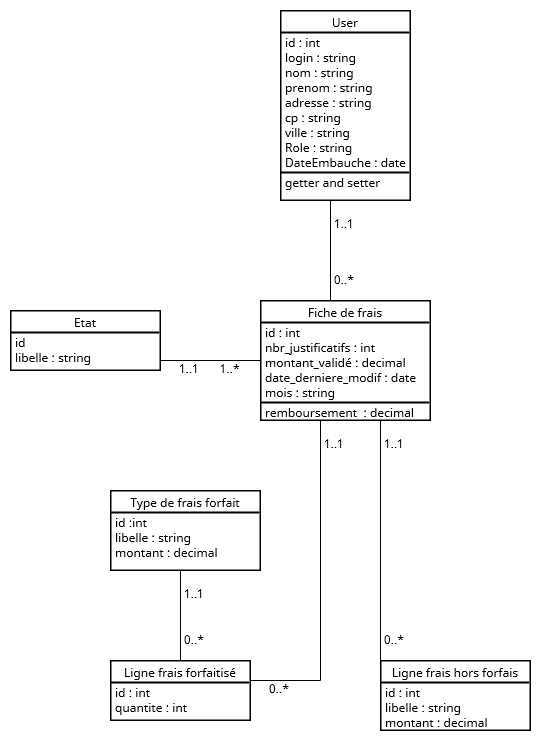 User
id : int
login : string
nom : string
prenom : string
adresse : string
cp : string
ville : string
Role : string
DateEmbauche : date
getter and setter
1..1
0..*
Fiche de frais
id : int
nbr_justificatifs : int
montant_validé : decimal
date_derniere_modif : date
mois : string
remboursement  : decimal
Etat
id
libelle : string
1..1
1..*
1..1
1..1
Type de frais forfait
id :int
libelle : string
montant : decimal
1..1
0..*
0..*
Ligne frais forfaitisé
id : int
quantite : int
0..*
Ligne frais hors forfais
id : int
libelle : string
montant : decimal